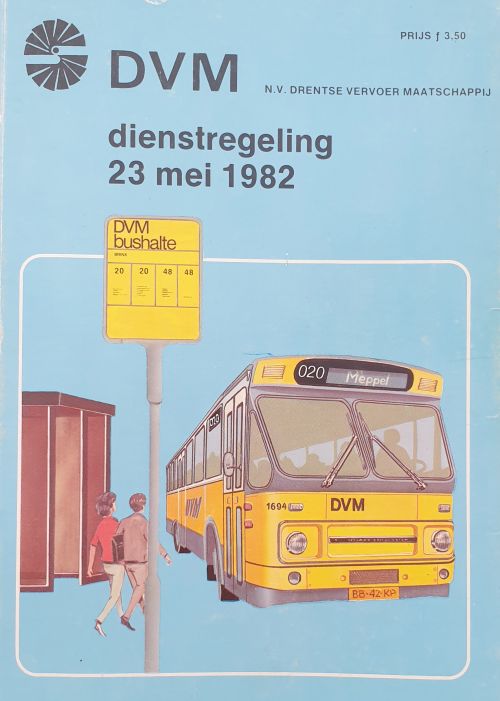 PRIJS ƒ 3,50
DVM
N.V. DRENTSE VERVOER MAATSCHAPPIJ
dienstregeling
23 mei 1982
DVM
bushalte
20 20 48 48
020 Meppel
1694 DVM
BB-42-KP